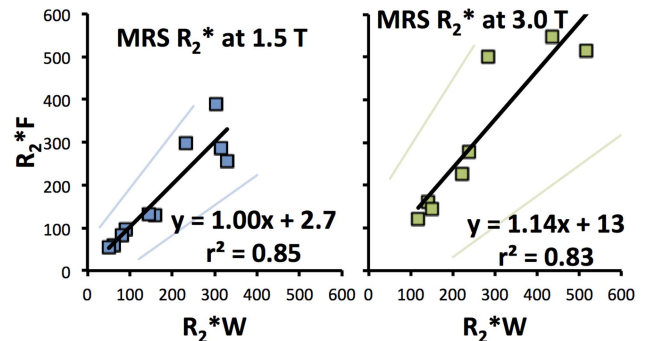 MRS R₂* at 1.5 T
MRS R₂* at 3.0 T
600
500
400
300
200
100
0
R₂*F
y = 1.00x + 2.7
r² = 0.85
y = 1.14x + 13
r² = 0.83
0 100 200 300 400 500 600
0 100 200 300 400 500 600
R₂*W
R₂*W